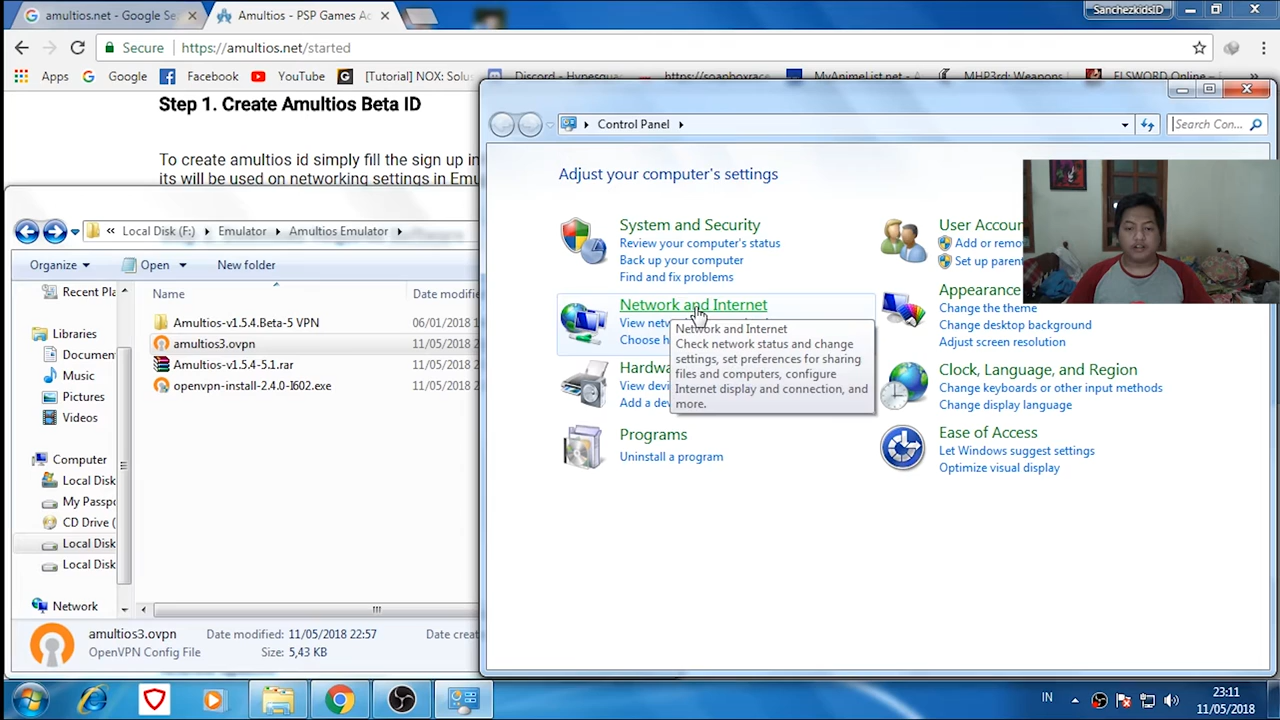 amultios.net - Google Se
Amultios - PSP Games Ac
SanchezkidsID
Secure
https://amultios.net/started
Apps
Google
Facebook
YouTube
[Tutorial] NOX: Solus
Discord - Hypesqua
https://soapboxrace
MyAnimeList.net - A
MHP3rd: Weapons
ELSWORD Online -
Step 1. Create Amultios Beta ID
To create amultios id simply fill the sign up in
its will be used on networking settings in Emu
Local Disk (F:)
Emulator
Amultios Emulator
Organize
Open
New folder
Recent Pla
Libraries
Documen
Music
Pictures
Videos
Computer
Local Disk
My Passpo
CD Drive (
Local Disk
Local Disk
Network
Name
Date modified
Amultios-v1.5.4.Beta-5 VPN
06/01/2018 1
amultios3.ovpn
11/05/2018 2
Amultios-v1.5.4-5.1.rar
11/05/2018 2
openvpn-install-2.4.0-I602.exe
11/05/2018 2
amultios3.ovpn
Date modified: 11/05/2018 22:57
Date creat
OpenVPN Config File
Size: 5,43 KB
Control Panel
Search Con...
Adjust your computer's settings
System and Security
Review your computer's status
Back up your computer
Find and fix problems
Network and Internet
View netw
Choose h
Network and Internet
Check network status and change
settings, set preferences for sharing
files and computers, configure
Internet display and connection, and
more.
Hardwa
View devi
Add a dev
Programs
Uninstall a program
User Accoun
Add or remo
Set up paren
Appearance
Change the theme
Change desktop background
Adjust screen resolution
Clock, Language, and Region
Change keyboards or other input methods
Change display language
Ease of Access
Let Windows suggest settings
Optimize visual display
IN
23:11
11/05/2018